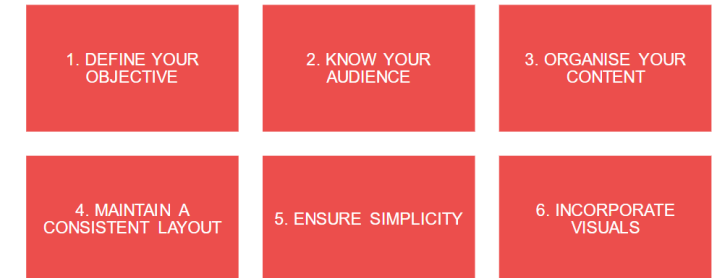 1. DEFINE YOUR
OBJECTIVE
2. KNOW YOUR
AUDIENCE
3. ORGANISE YOUR
CONTENT
4. MAINTAIN A
CONSISTENT LAYOUT
5. ENSURE SIMPLICITY
6. INCORPORATE
VISUALS